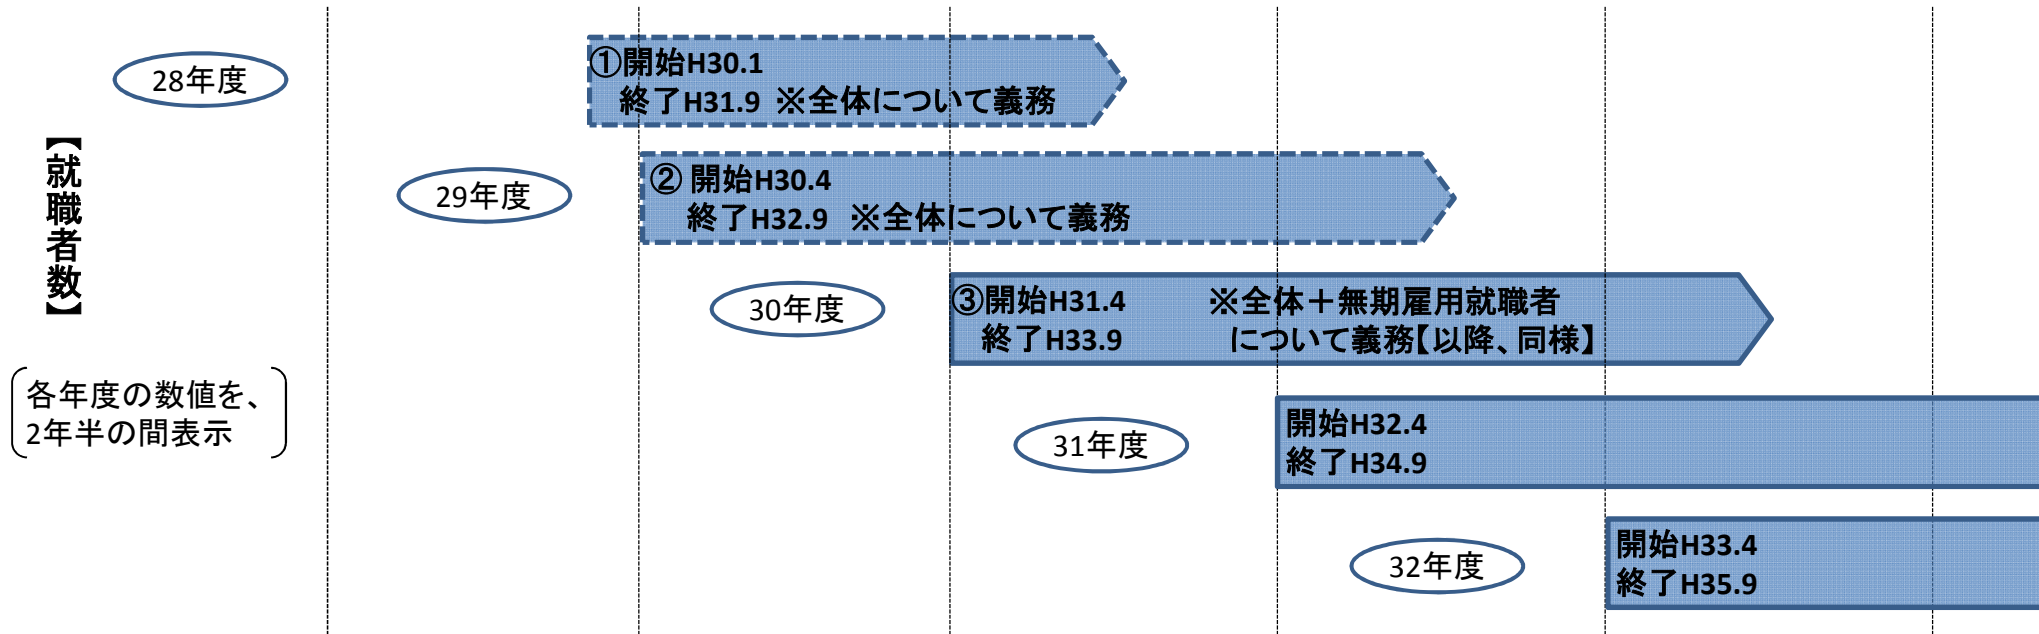 28年度
①開始H30.1
終了H31.9 ※全体について義務
【就職者数】
29年度
② 開始H30.4
終了H32.9 ※全体について義務
30年度
③開始H31.4 ※全体＋無期雇用就職者
終了H33.9 について義務【以降、同様】
各年度の数値を、
2年半の間表示
31年度
開始H32.4
終了H34.9
32年度
開始H33.4
終了H35.9